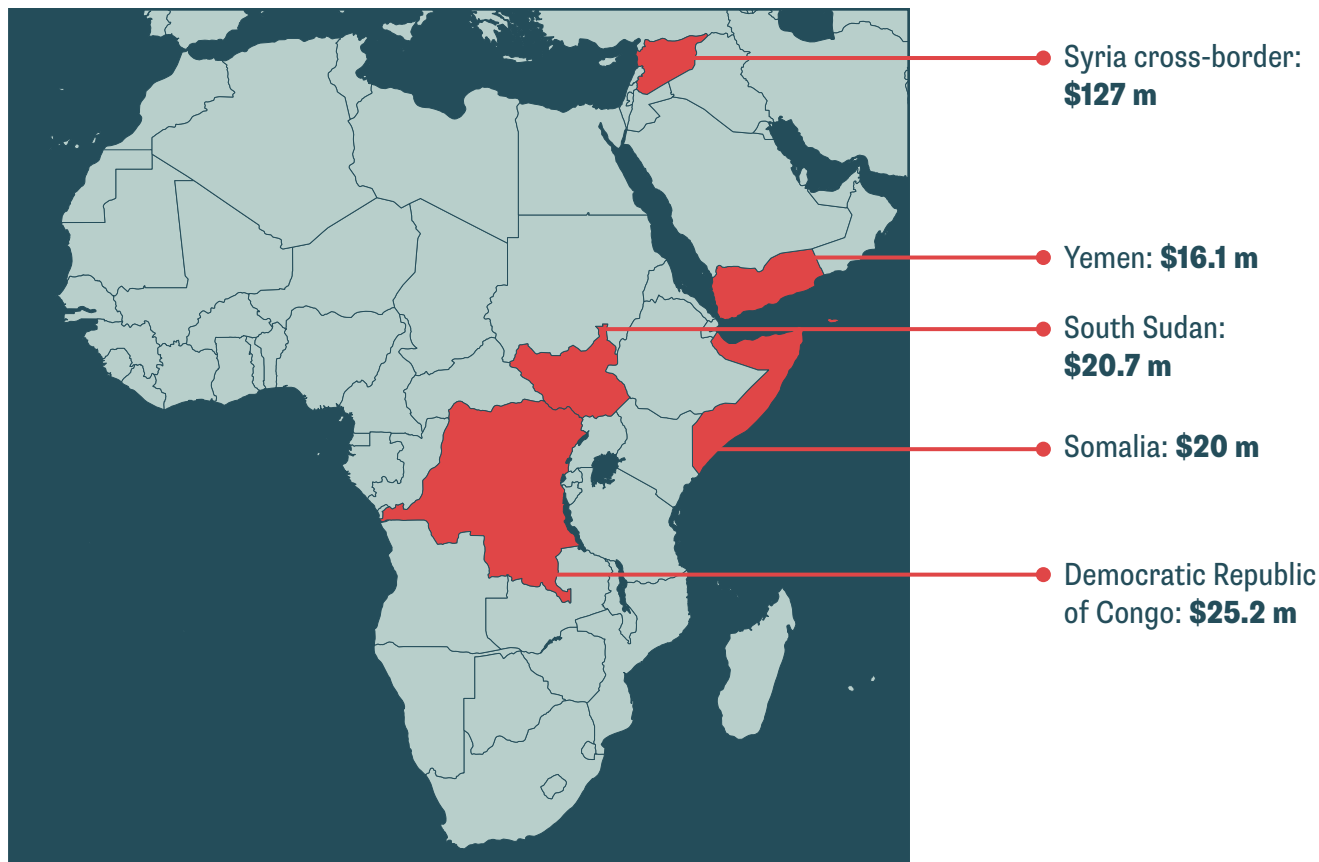 Syria cross-border:
$127 m
Yemen: $16.1 m
South Sudan:
$20.7 m
Somalia: $20 m
Democratic Republic
of Congo: $25.2 m